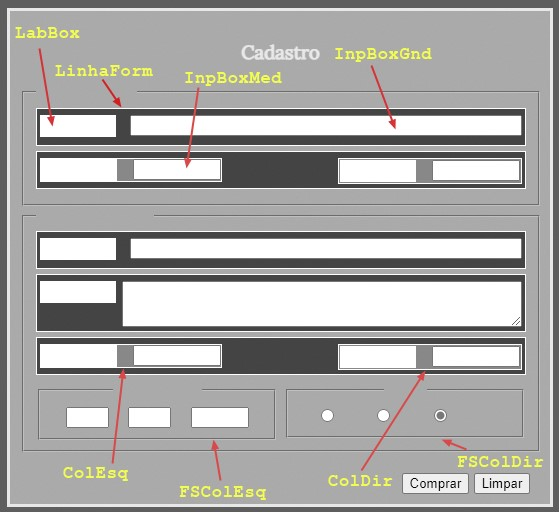 LabBox
Cadastro
InpBoxGnd
LinhaForm
InpBoxMed
ColEsq
FSColEsq
ColDir
FSColDir
Comprar
Limpar